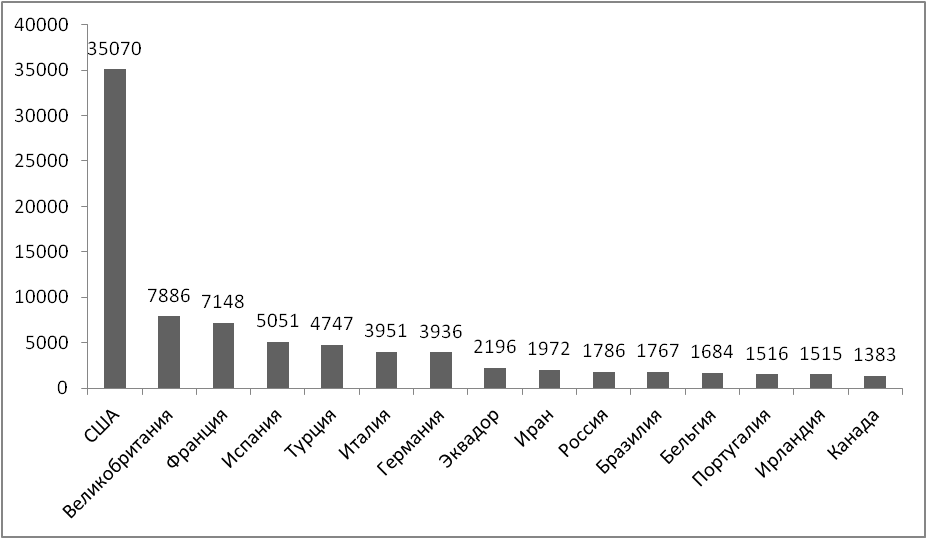 40000
35000
30000
25000
20000
15000
10000
5000
0
35070
7886
7148
5051
4747
3951
3936
2196
1972
1786
1767
1684
1516
1515
1383
США
Великобритания
Франция
Испания
Турция
Италия
Германия
Эквадор
Иран
Россия
Бразилия
Бельгия
Португалия
Ирландия
Канада